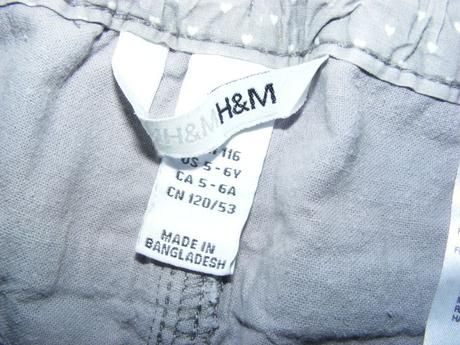 H&M
H&M
116
US 5-6Y
CA 5-6A
CN 120/53
MADE IN
BANGLADESH